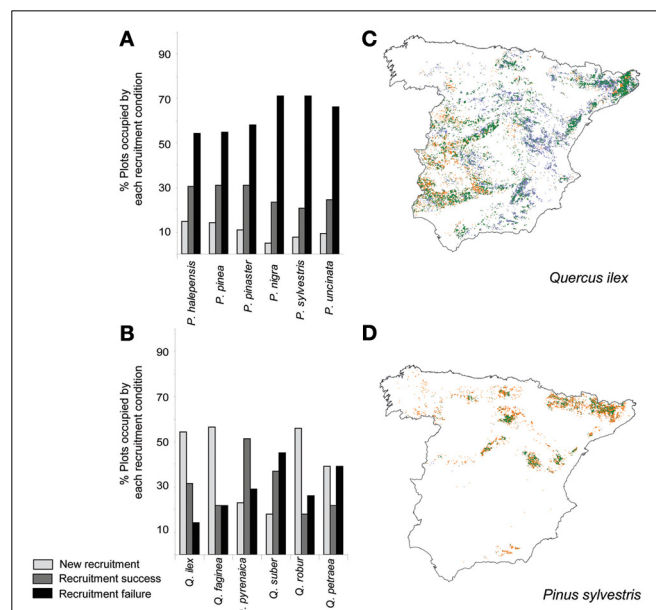 A
% Plots occupied by
each recruitment condition
90
70
50
30
10
P. halepensis
P. pinea
P. pinaster
P. nigra
P. sylvestris
P. uncinata
C
Quercus ilex
B
% Plots occupied by
each recruitment condition
90
70
50
30
10
Q. ilex
Q. faginea
. pyrenaica
Q. suber
Q. robur
Q. petraea
New recruitment
Recruitment success
Recruitment failure
D
Pinus sylvestris